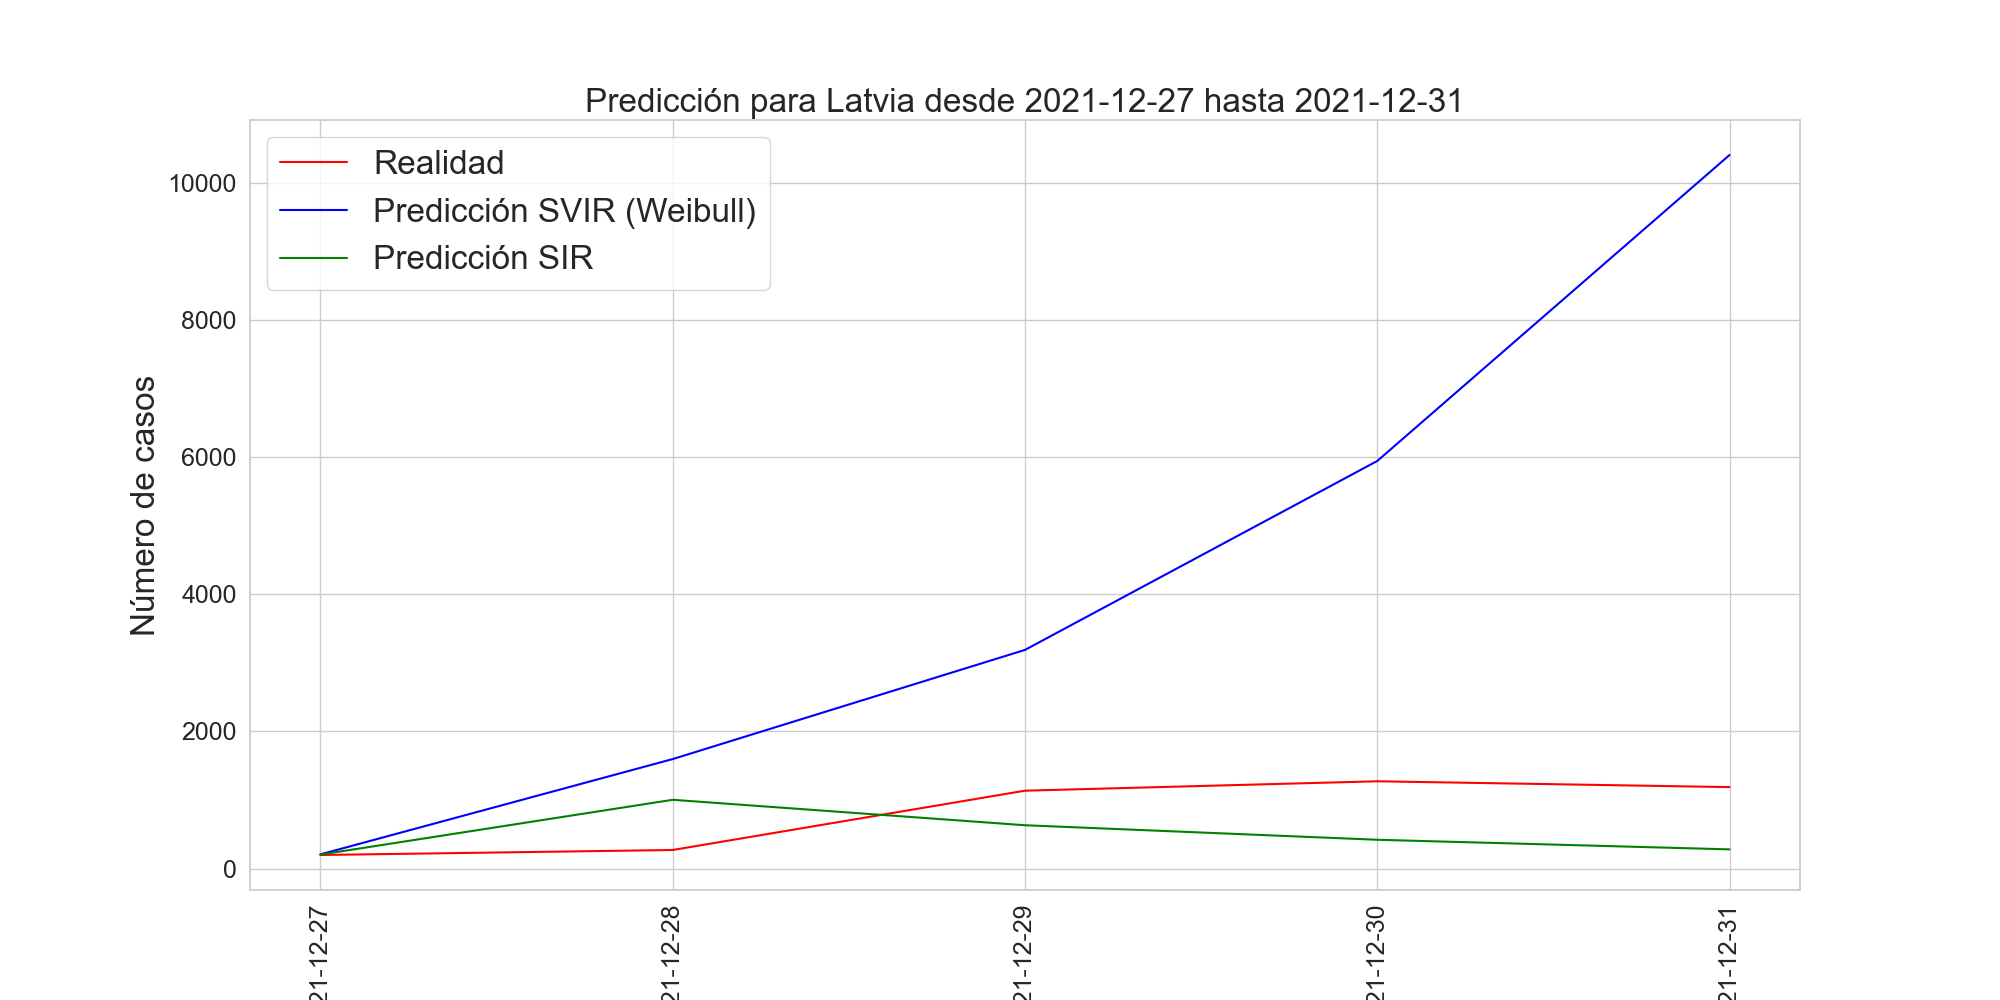 Predicción para Latvia desde 2021-12-27 hasta 2021-12-31
Realidad
Predicción SVIR (Weibull)
Predicción SIR
Número de casos
10000
8000
6000
4000
2000
0
21-12-27
21-12-28
21-12-29
21-12-30
21-12-31